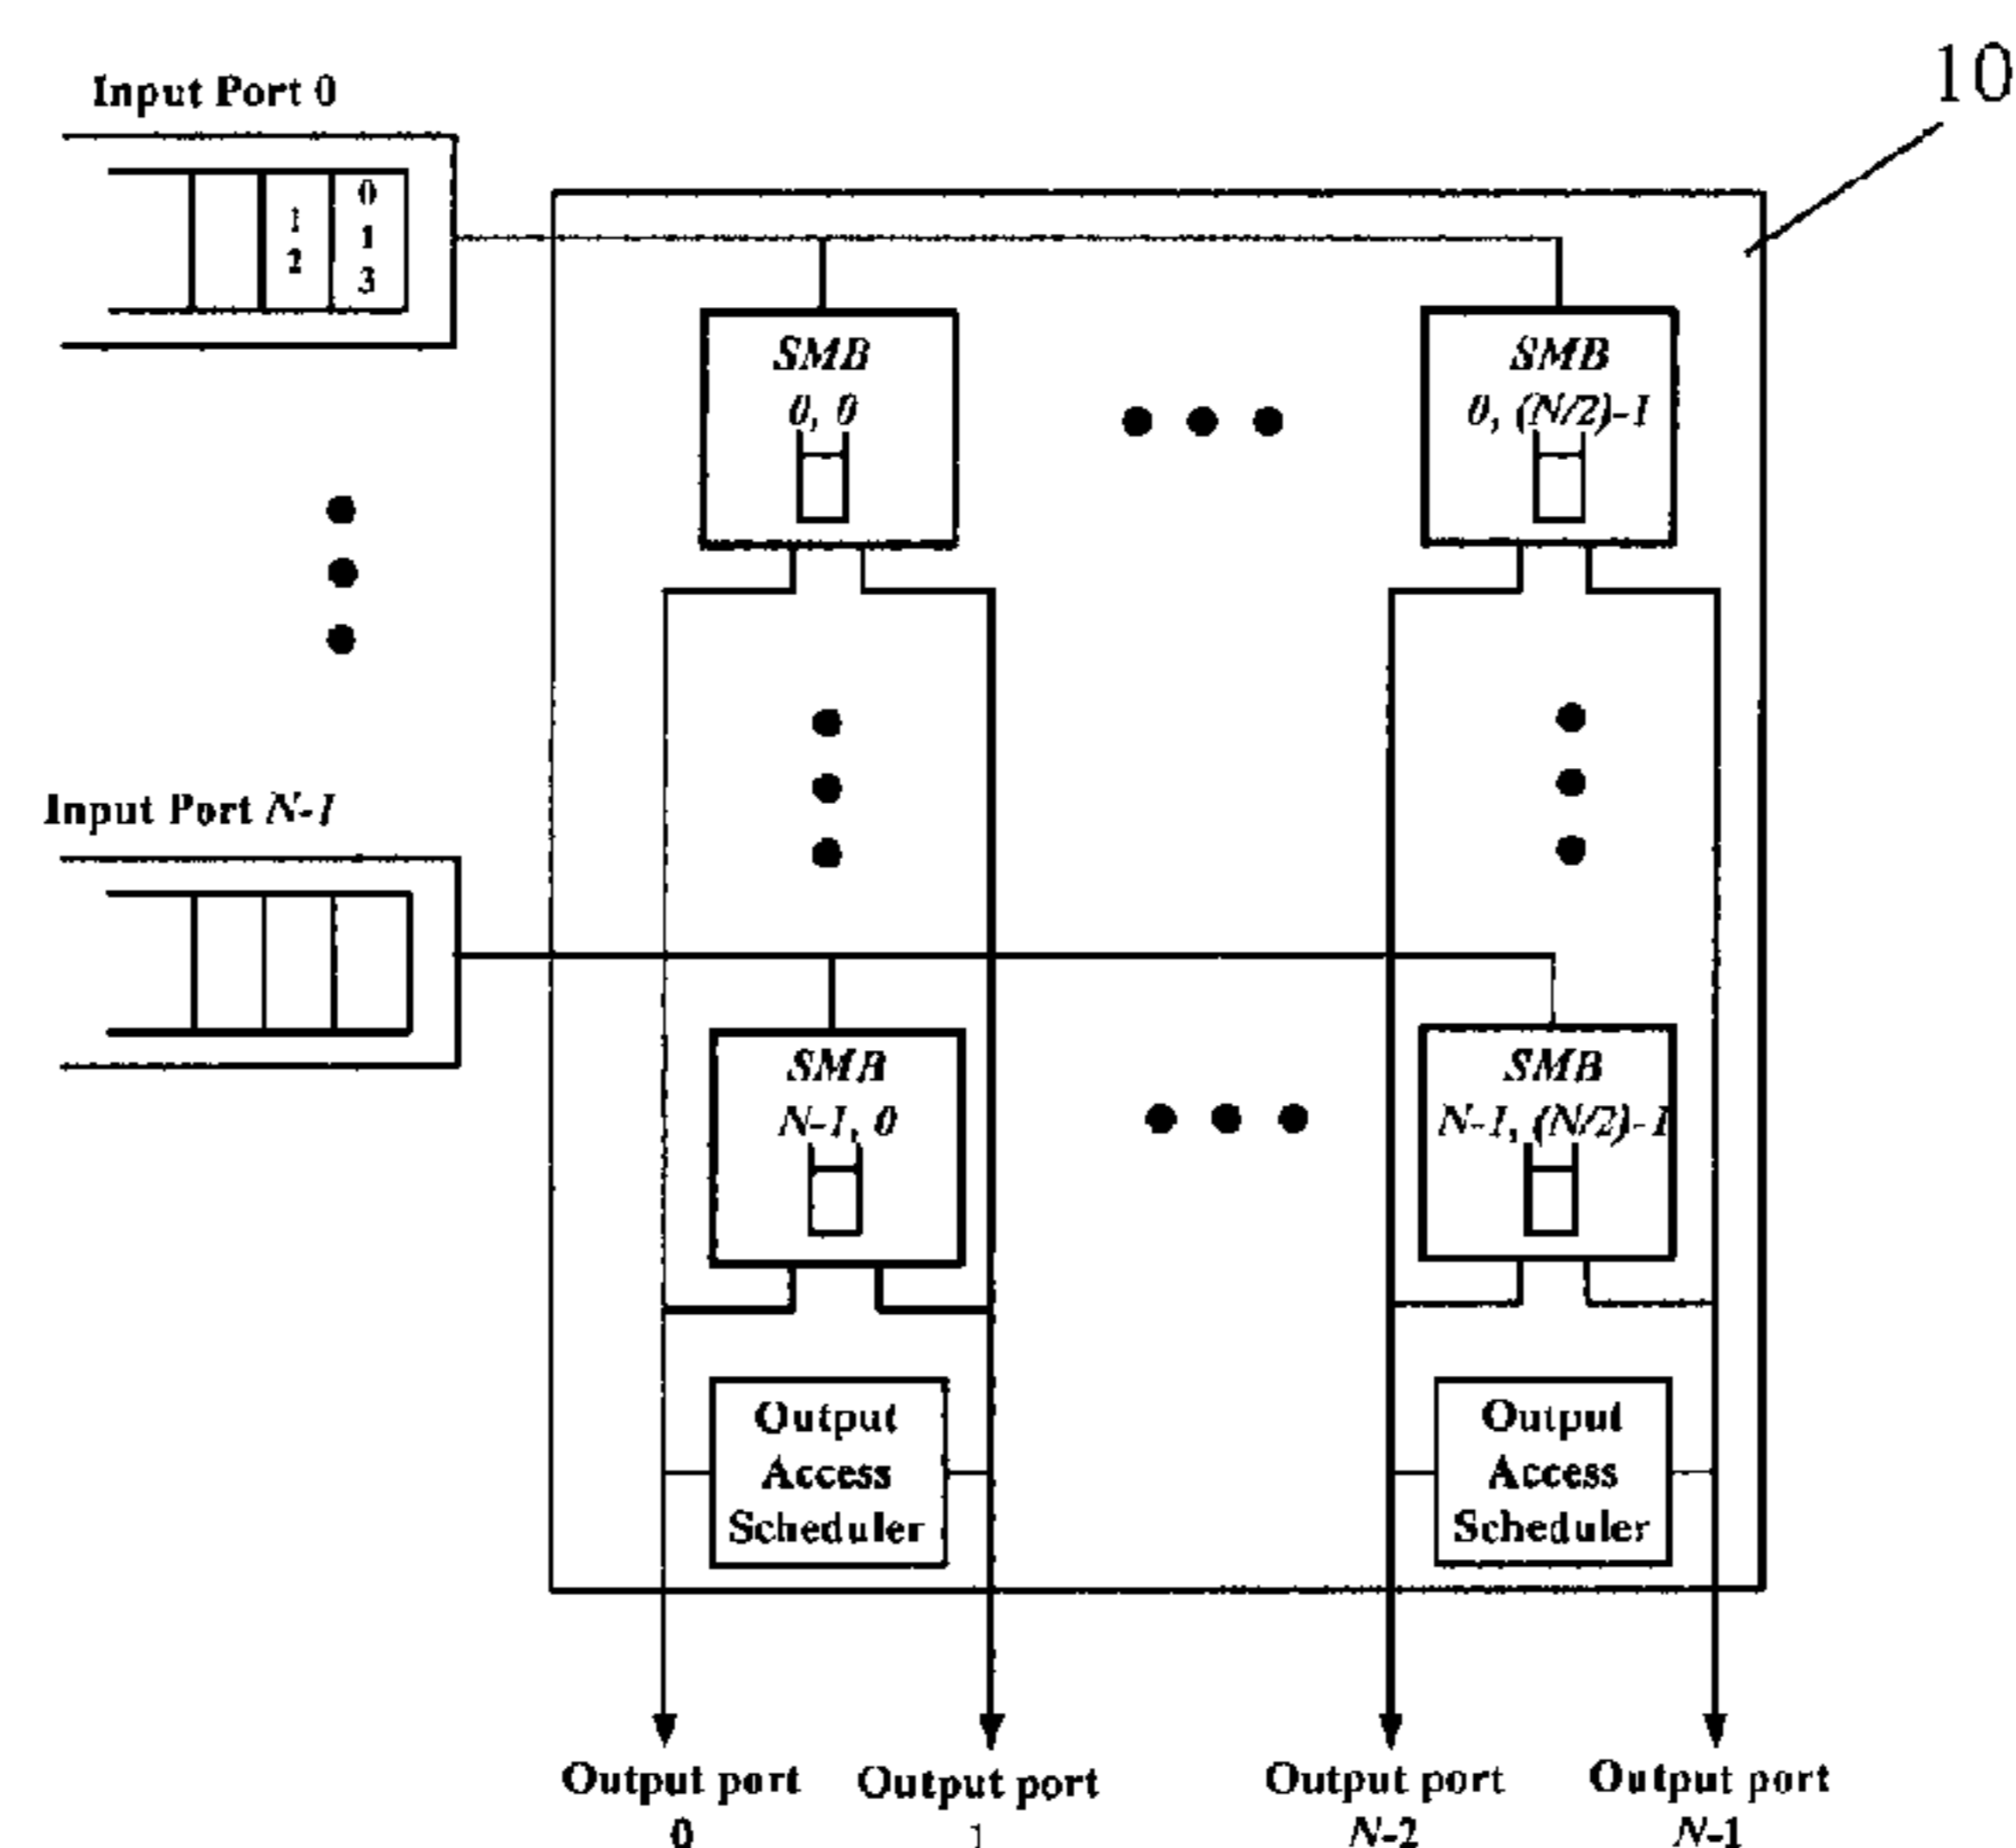 10
Input Port 0
0
1
1
2
3
SMB
0, 0
SMB
0, (N/2)-1
Input Port N-1
SMB
N-1, 0
SMB
N-1, (N/2)-1
Output
Access
Scheduler
Output
Access
Scheduler
Output port
0
Output port
1
Output port
N-2
Output port
N-1